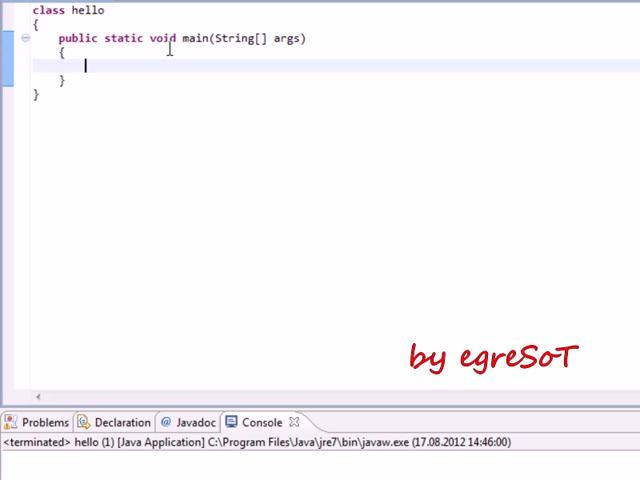 class hello
{
public static void main(String[] args)
{
}
}
by egreSoT
Problems Declaration @ Javadoc Console
<terminated> hello (1) [Java Application] C:\Program Files\Java\jre7\bin\javaw.exe (17.08.2012 14:46:00)